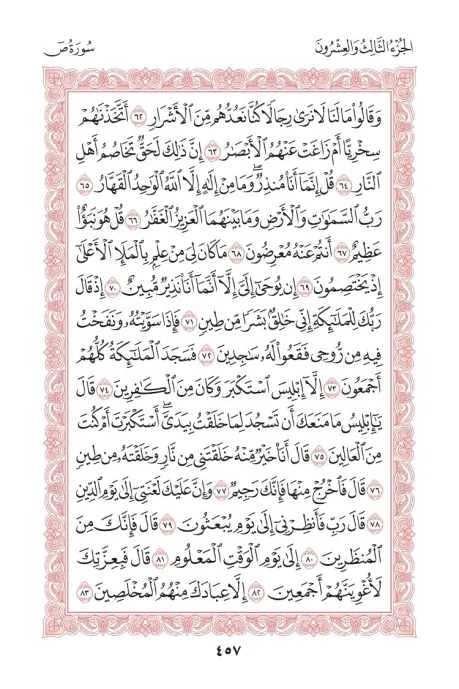 الجُزْءُ الثَّالِثُ وَالعِشْرُونَ
سُورَةُ صٓ
وَقَالُوا۟ مَا لَنَا لَا نَرَىٰ رِجَالًا كُنَّا نَعُدُّهُم مِّنَ ٱلْأَشْرَارِ ٦٢ أَتَّخَذْنَٰهُمْ
سِخْرِيًّا أَمْ زَاغَتْ عَنْهُمُ ٱلْأَبْصَٰرُ ٦٣ إِنَّ ذَٰلِكَ لَحَقٌّ تَخَاصُمُ أَهْلِ
ٱلنَّارِ ٦٤ قُلْ إِنَّمَآ أَنَا۠ مُنذِرٌ ۖ وَمَا مِنْ إِلَٰهٍ إِلَّا ٱللَّهُ ٱلْوَٰحِدُ ٱلْقَهَّارُ ٦٥
رَبُّ ٱلسَّمَٰوَٰتِ وَٱلْأَرْضِ وَمَا بَيْنَهُمَا ٱلْعَزِيزُ ٱلْغَفَّٰرُ ٦٦ قُلْ هُوَ نَبَؤٌا۟
عَظِيمٌ ٦٧ أَنتُمْ عَنْهُ مُعْرِضُونَ ٦٨ مَا كَانَ لِىَ مِنْ عِلْمٍۭ بِٱلْمَلَإِ ٱلْأَعْلَىٰٓ
إِذْ يَخْتَصِمُونَ ٦٩ إِن يُوحَىٰٓ إِلَىَّ إِلَّآ أَنَّمَآ أَنَا۠ نَذِيرٌ مُّبِينٌ ٧٠ إِذْ قَالَ
رَبُّكَ لِلْمَلَٰٓئِكَةِ إِنِّى خَٰلِقٌۢ بَشَرًا مِّن طِينٍ ٧١ فَإِذَا سَوَّيْتُهُۥ وَنَفَخْتُ
فِيهِ مِن رُّوحِى فَقَعُوا۟ لَهُۥ سَٰجِدِينَ ٧٢ فَسَجَدَ ٱلْمَلَٰٓئِكَةُ كُلُّهُمْ
أَجْمَعُونَ ٧٣ إِلَّآ إِبْلِيسَ ٱسْتَكْبَرَ وَكَانَ مِنَ ٱلْكَٰفِرِينَ ٧٤ قَالَ
يَٰٓإِبْلِيسُ مَا مَنَعَكَ أَن تَسْجُدَ لِمَا خَلَقْتُ بِيَدَىَّ ۖ أَسْتَكْبَرْتَ أَمْ كُنتَ
مِنَ ٱلْعَالِينَ ٧٥ قَالَ أَنَا۠ خَيْرٌ مِّنْهُ ۖ خَلَقْتَنِى مِن نَّارٍ وَخَلَقْتَهُۥ مِن طِينٍ
٧٦ قَالَ فَٱخْرُجْ مِنْهَا فَإِنَّكَ رَجِيمٌ ٧٧ وَإِنَّ عَلَيْكَ لَعْنَتِىٓ إِلَىٰ يَوْمِ ٱلدِّينِ
٧٨ قَالَ رَبِّ فَأَنظِرْنِىٓ إِلَىٰ يَوْمِ يُبْعَثُونَ ٧٩ قَالَ فَإِنَّكَ مِنَ
ٱلْمُنظَرِينَ ٨٠ إِلَىٰ يَوْمِ ٱلْوَقْتِ ٱلْمَعْلُومِ ٨١ قَالَ فَبِعِزَّتِكَ
لَأُغْوِيَنَّهُمْ أَجْمَعِينَ ٨٢ إِلَّا عِبَادَكَ مِنْهُمُ ٱلْمُخْلَصِينَ ٨٣
٤٥٧